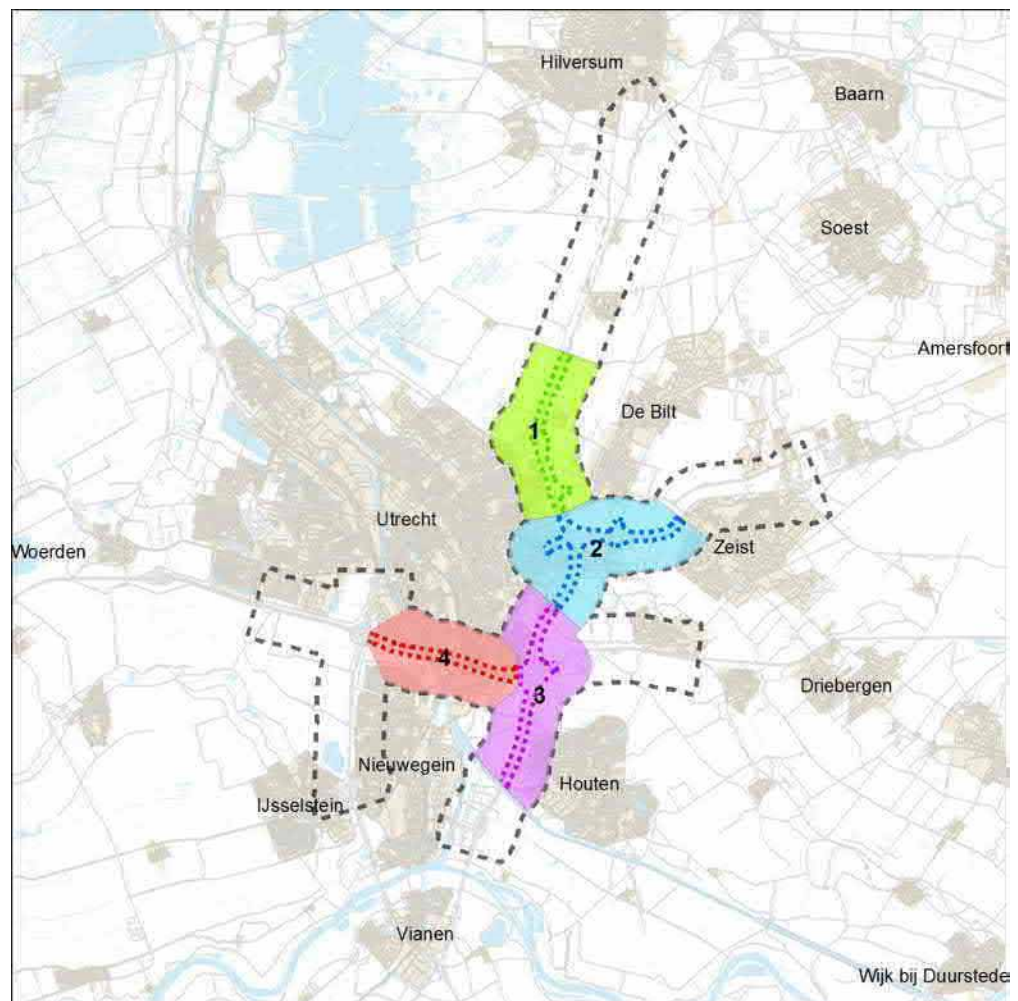 Hilversum
Baarn
Soest
Amersfoort
De Bilt
1
Utrecht
2
Zeist
Woerden
4
3
Driebergen
Nieuwegein
Houten
IJsselstein
Vianen
Wijk bij Duurstede